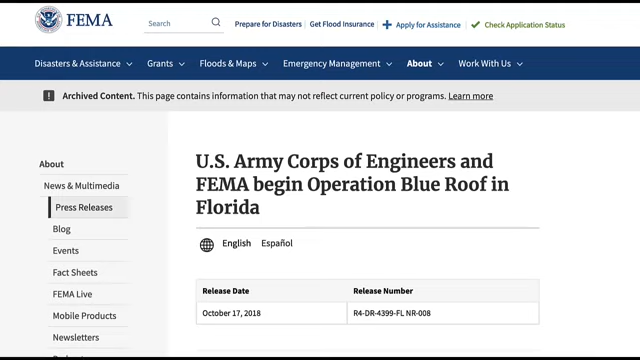 FEMA
Search
Prepare for Disasters
Get Flood Insurance
Apply for Assistance
Check Application Status
Disasters & Assistance
Grants
Floods & Maps
Emergency Management
About
Work With Us
Archived Content. This page contains information that may not reflect current policy or programs. Learn more
About
News & Multimedia
Press Releases
Blog
Events
Fact Sheets
FEMA Live
Mobile Products
Newsletters
U.S. Army Corps of Engineers and
FEMA begin Operation Blue Roof in
Florida
English Español
Release Date Release Number
October 17, 2018 R4-DR-4399-FL NR-008